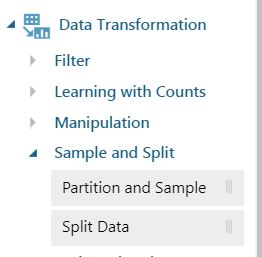 Data Transformation
Filter
Learning with Counts
Manipulation
Sample and Split
Partition and Sample
Split Data